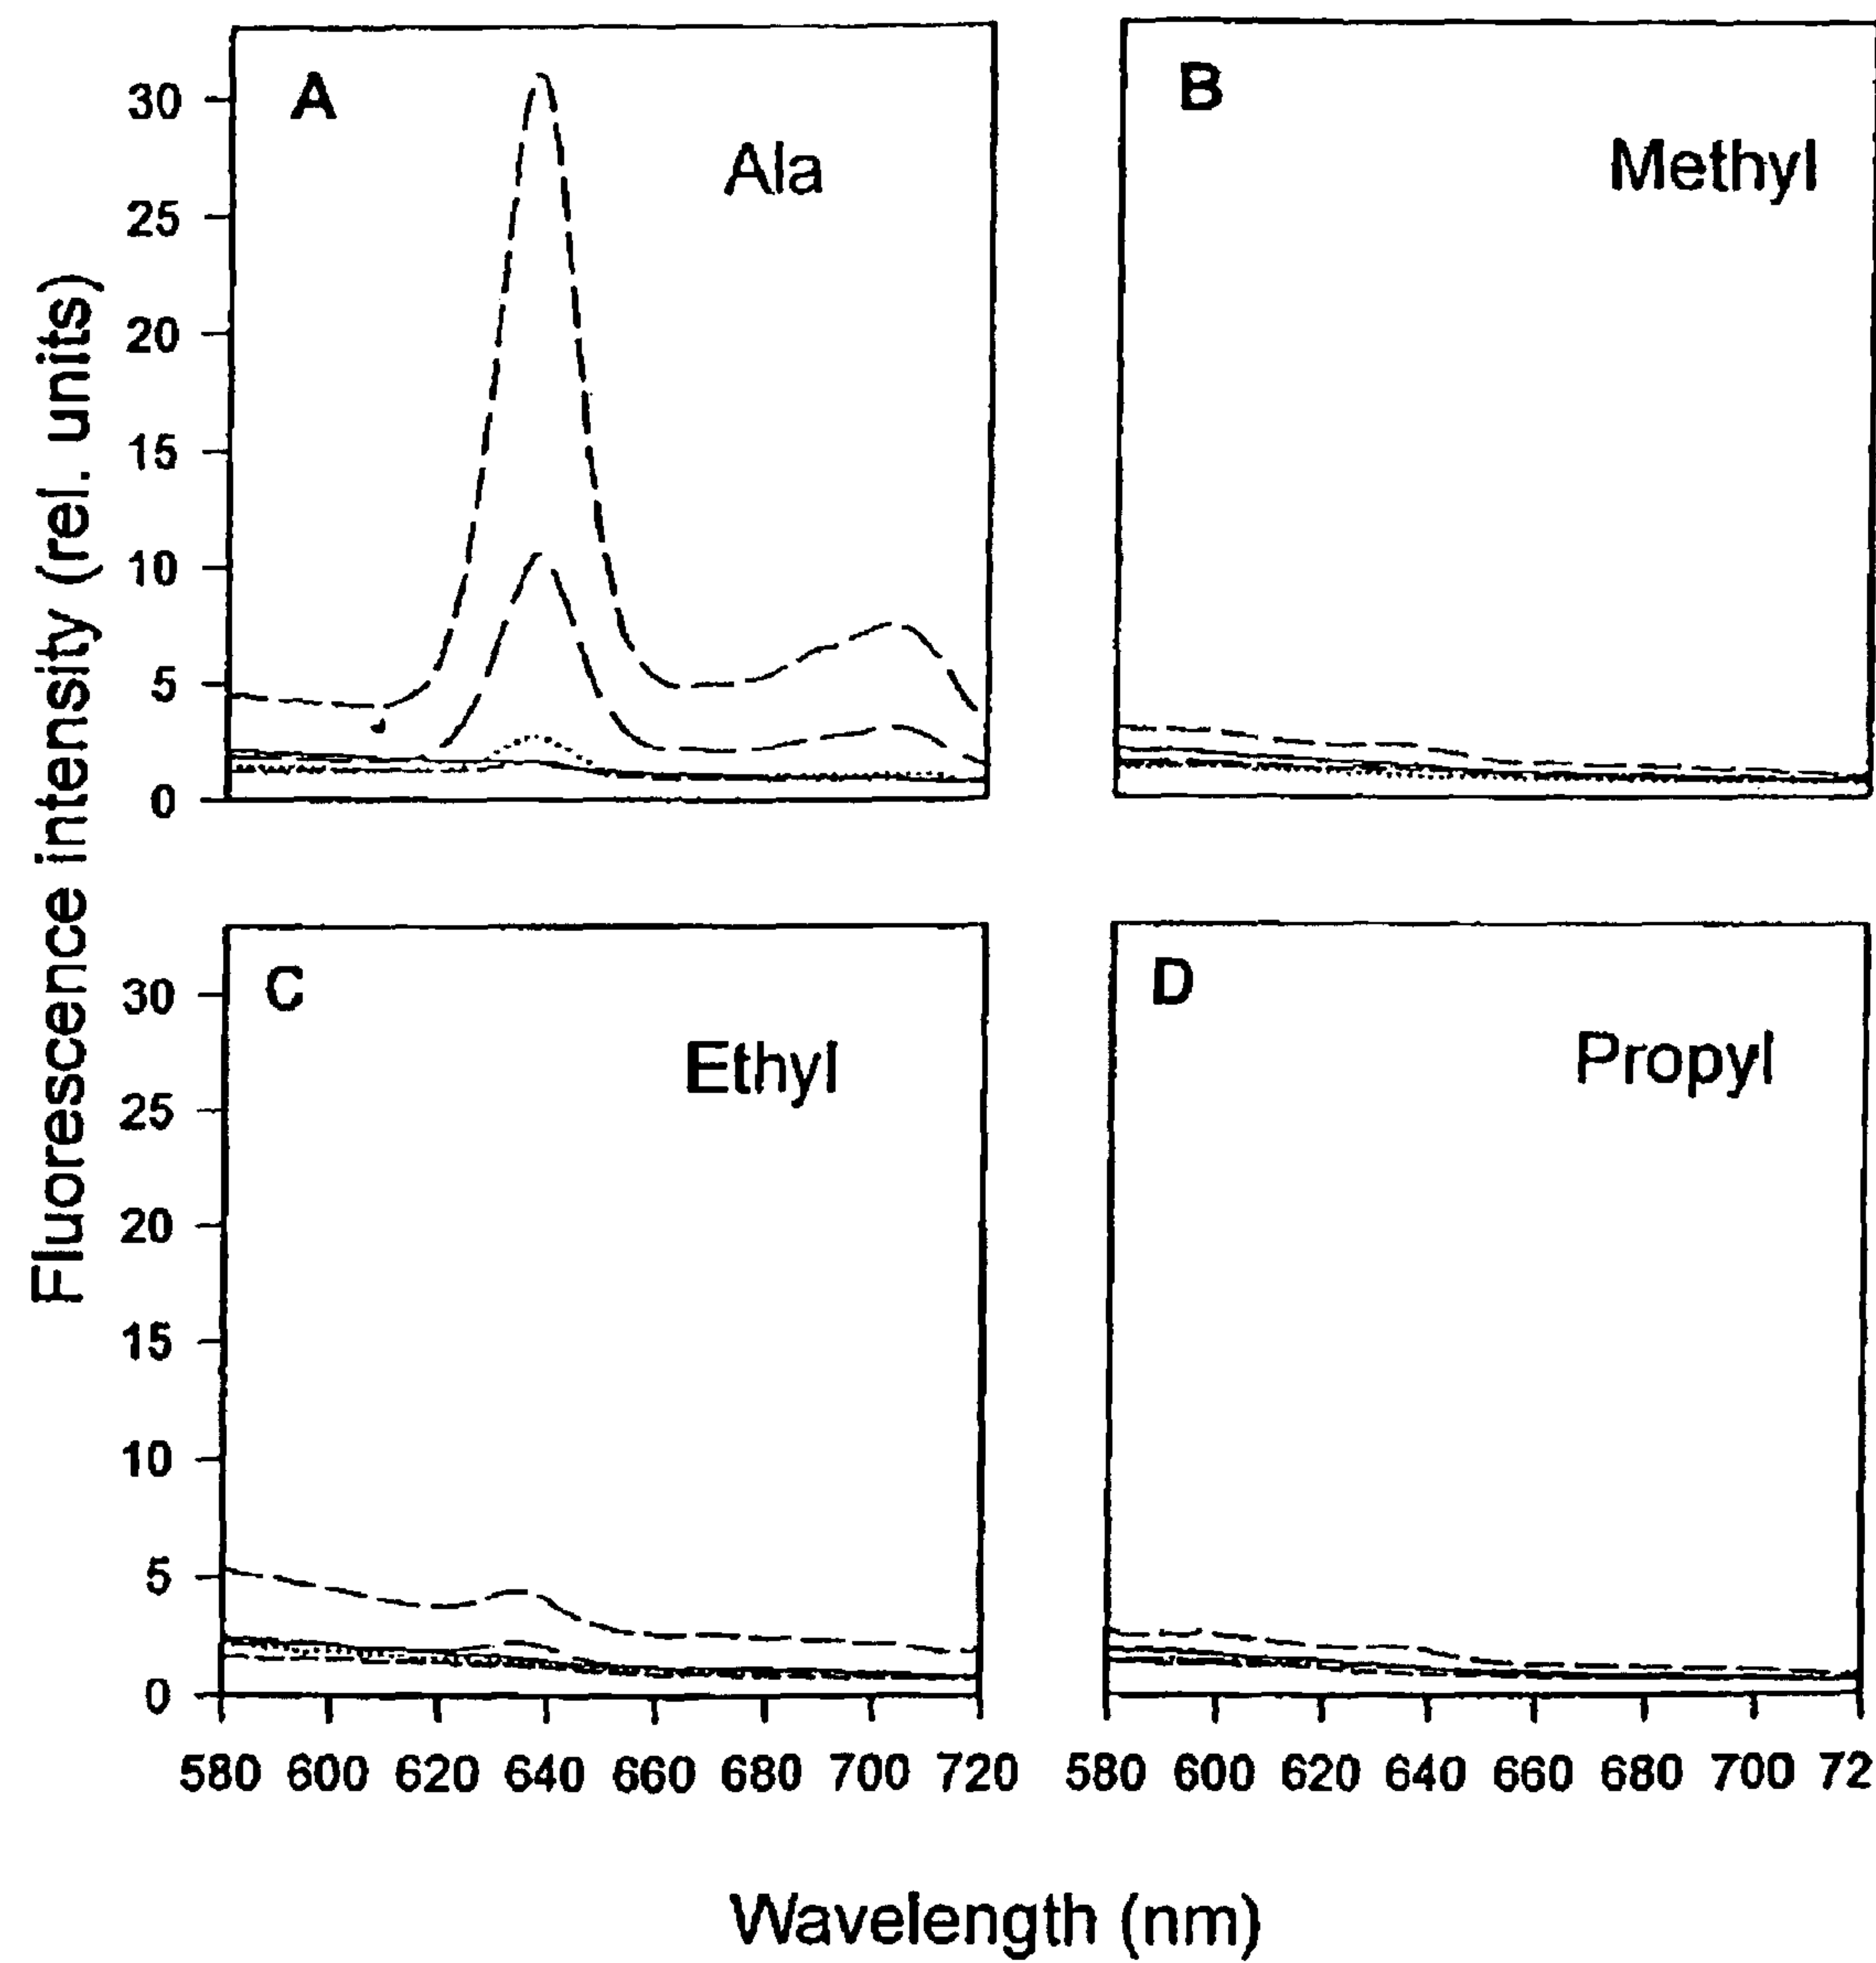 Fluorescence intensity (rel. units)
A
Ala
30
25
20
15
10
5
0
B
Methyl
C
Ethyl
30
25
20
15
10
5
0
580 600 620 640 660 680 700 720
D
Propyl
580 600 620 640 660 680 700 72
Wavelength (nm)